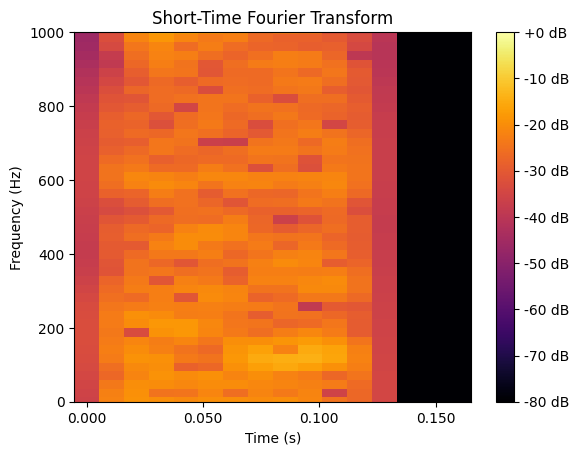 Short-Time Fourier Transform
1000
800
600
400
200
0
Frequency (Hz)
0.000
0.050
0.100
0.150
Time (s)
+0 dB
-10 dB
-20 dB
-30 dB
-40 dB
-50 dB
-60 dB
-70 dB
-80 dB